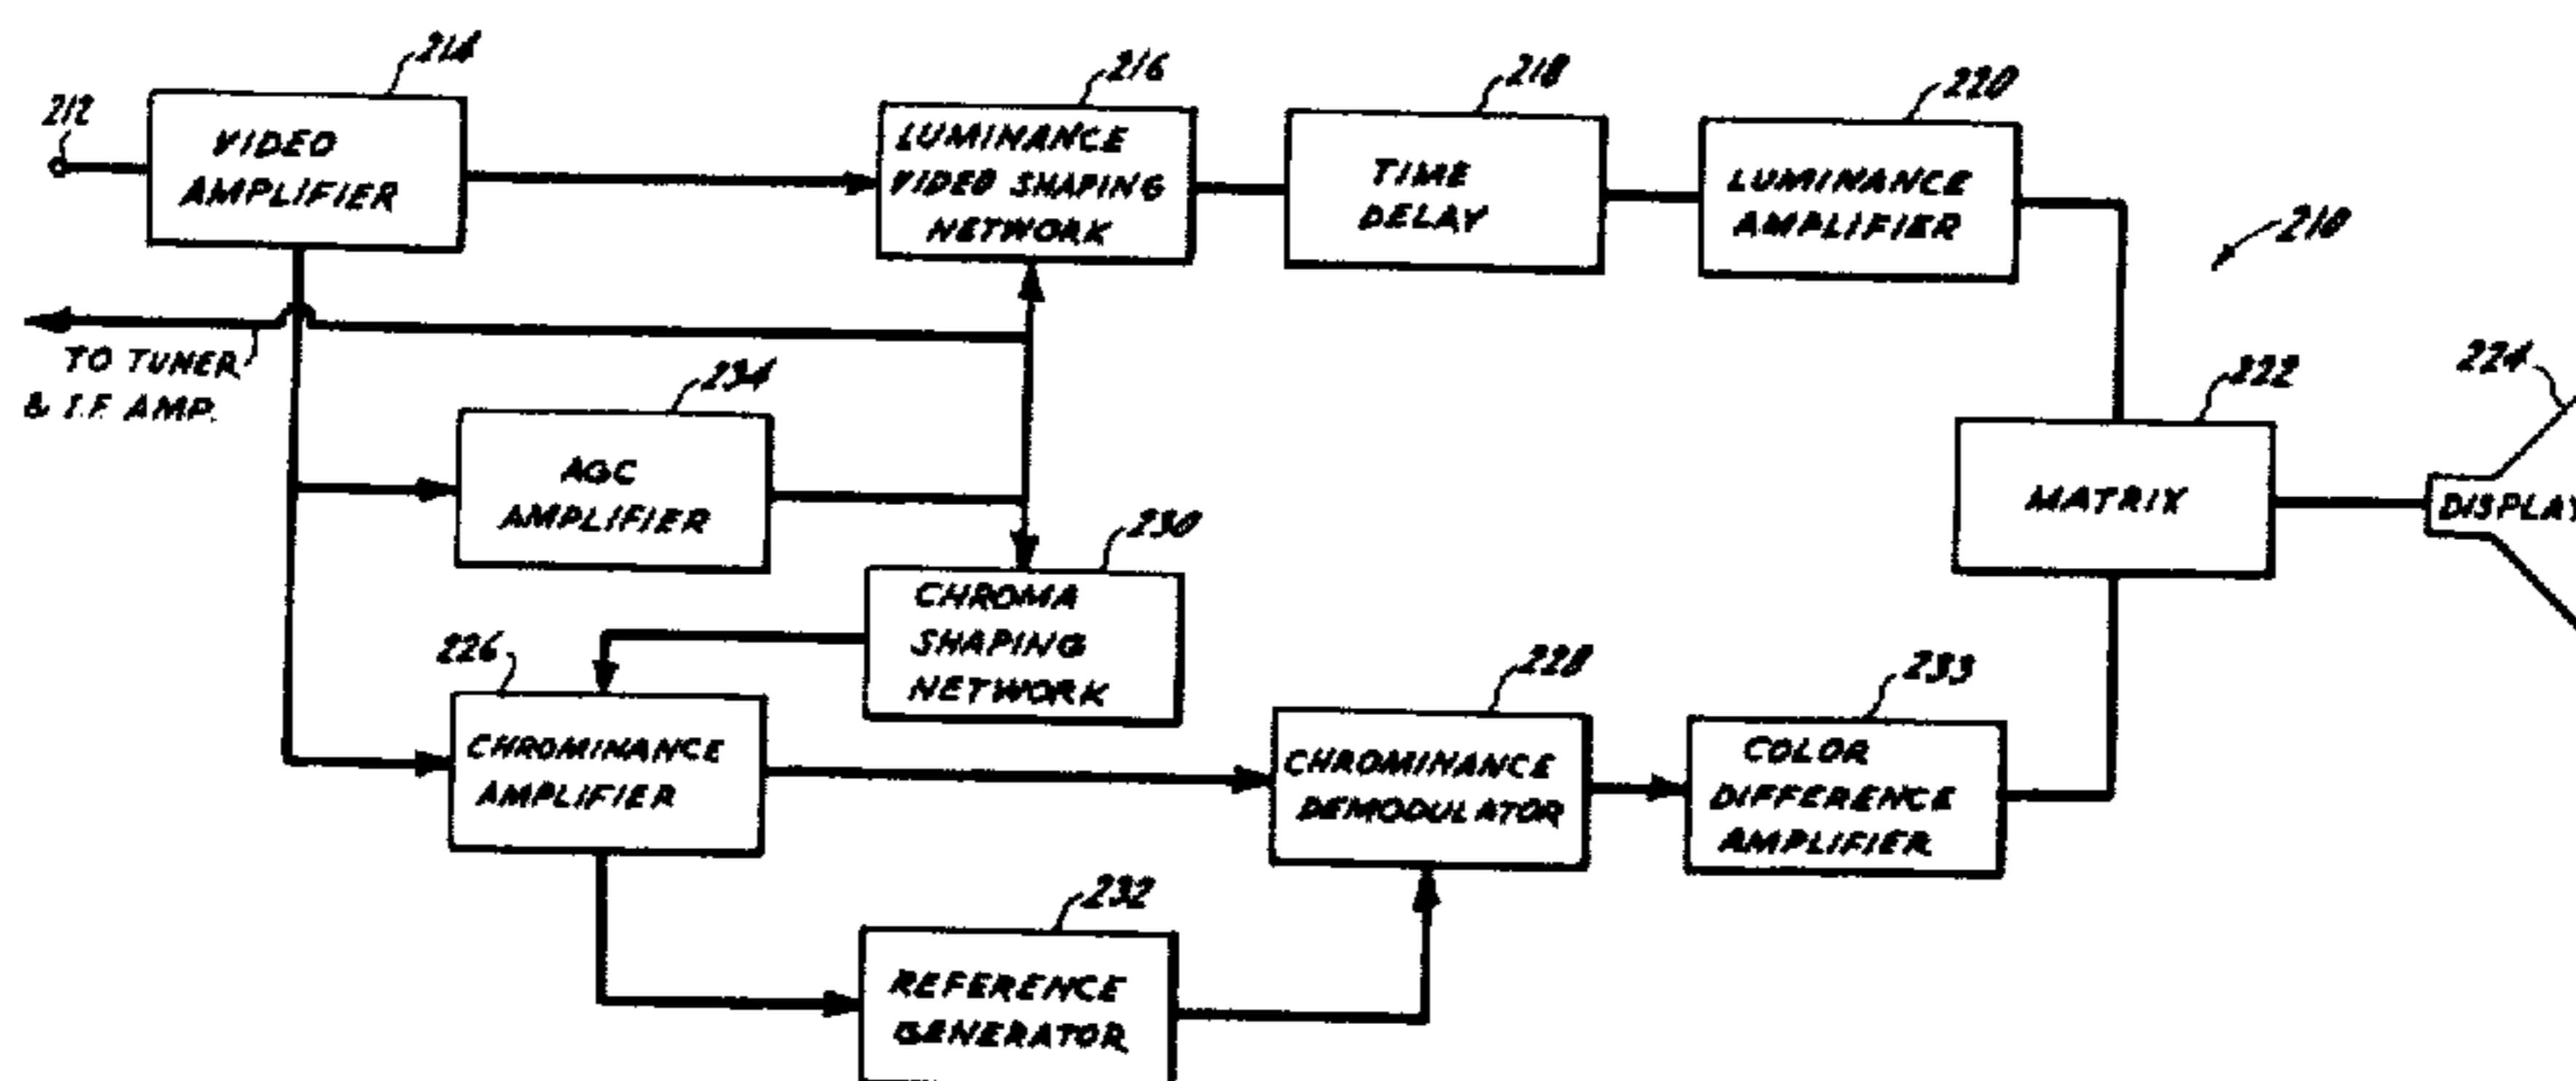 214
212
VIDEO
AMPLIFIER
216
LUMINANCE
VIDEO SHAPING
NETWORK
218
TIME
DELAY
220
LUMINANCE
AMPLIFIER
210
TO TUNER
& I.F. AMP.
234
AGC
AMPLIFIER
222
MATRIX
224
DISPLAY
230
CHROMA
SHAPING
NETWORK
226
CHROMINANCE
AMPLIFIER
228
CHROMINANCE
DEMODULATOR
233
COLOR
DIFFERENCE
AMPLIFIER
232
REFERENCE
GENERATOR